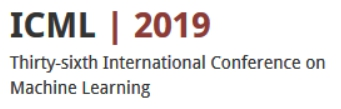 ICML | 2019
Thirty-sixth International Conference on
Machine Learning